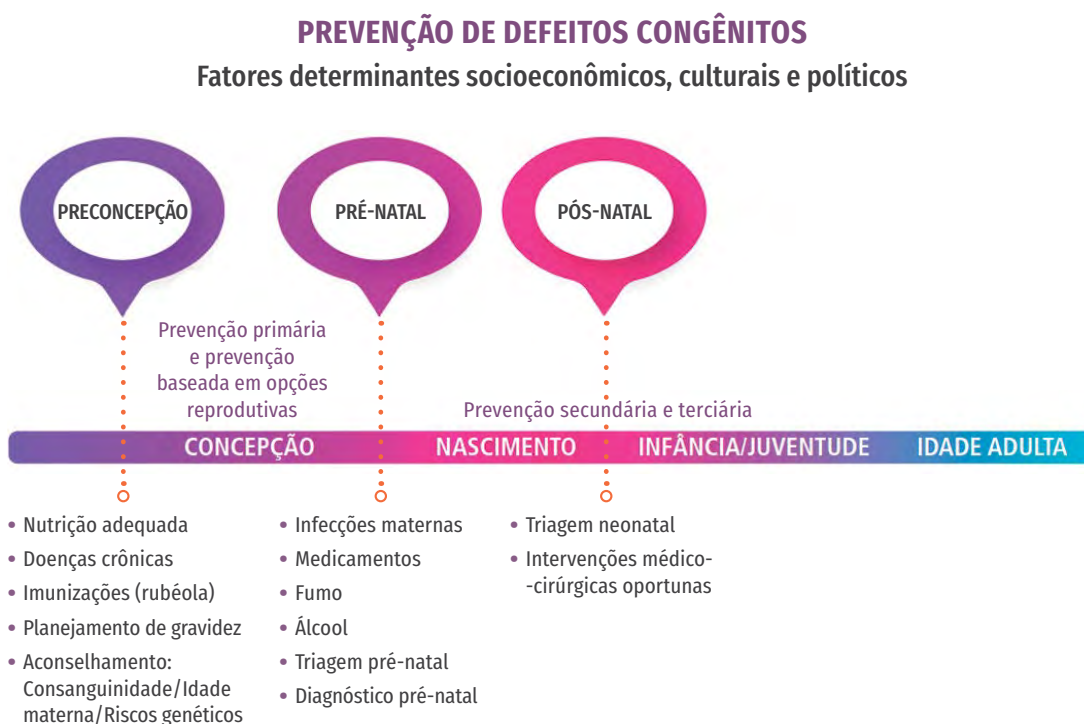 PREVENÇÃO DE DEFEITOS CONGÊNITOS
Fatores determinantes socioeconômicos, culturais e políticos
PRECONCEPÇÃO
PRÉ-NATAL
PÓS-NATAL
Prevenção primária
e prevenção
baseada em opções
reprodutivas
Prevenção secundária e terciária
CONCEPÇÃO
NASCIMENTO
INFÂNCIA/JUVENTUDE
IDADE ADULTA
• Nutrição adequada
• Doenças crônicas
• Imunizações (rubéola)
• Planejamento de gravidez
• Aconselhamento:
Consanguinidade/Idade
materna/Riscos genéticos
• Infecções maternas
• Medicamentos
• Fumo
• Álcool
• Triagem pré-natal
• Diagnóstico pré-natal
• Triagem neonatal
• Intervenções médico-
-cirúrgicas oportunas